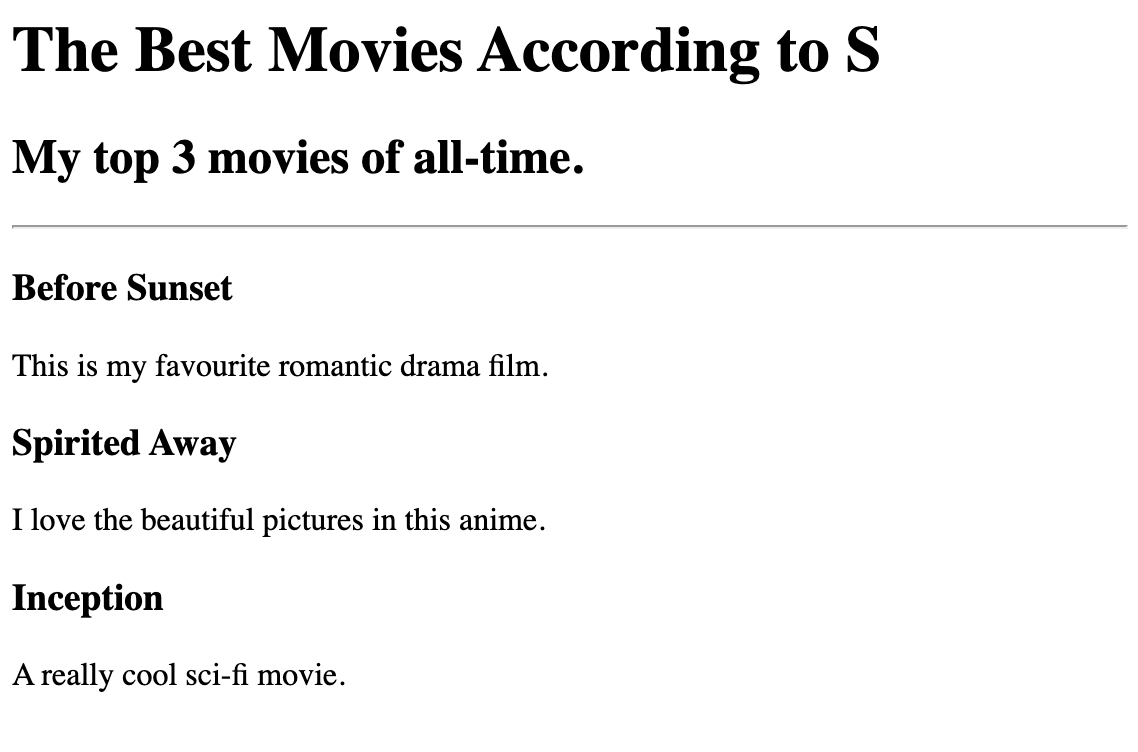 The Best Movies According to S
My top 3 movies of all-time.
Before Sunset
This is my favourite romantic drama film.
Spirited Away
I love the beautiful pictures in this anime.
Inception
A really cool sci-fi movie.